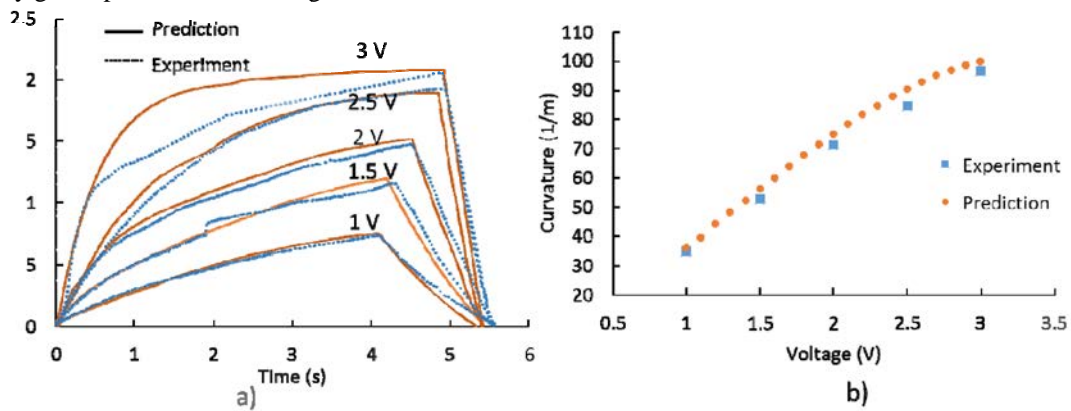 2.5
Prediction
Experiment
3 V
2
2.5 V
2 V
5
1.5 V
1
1 V
5
0
0 1 2 3 4 5 6
Time (s)
a)
Curvature (1/m)
110
100
90
80
70
60
50
40
30
20
Experiment
Prediction
0.5 1 1.5 2 2.5 3 3.5
Voltage (V)
b)